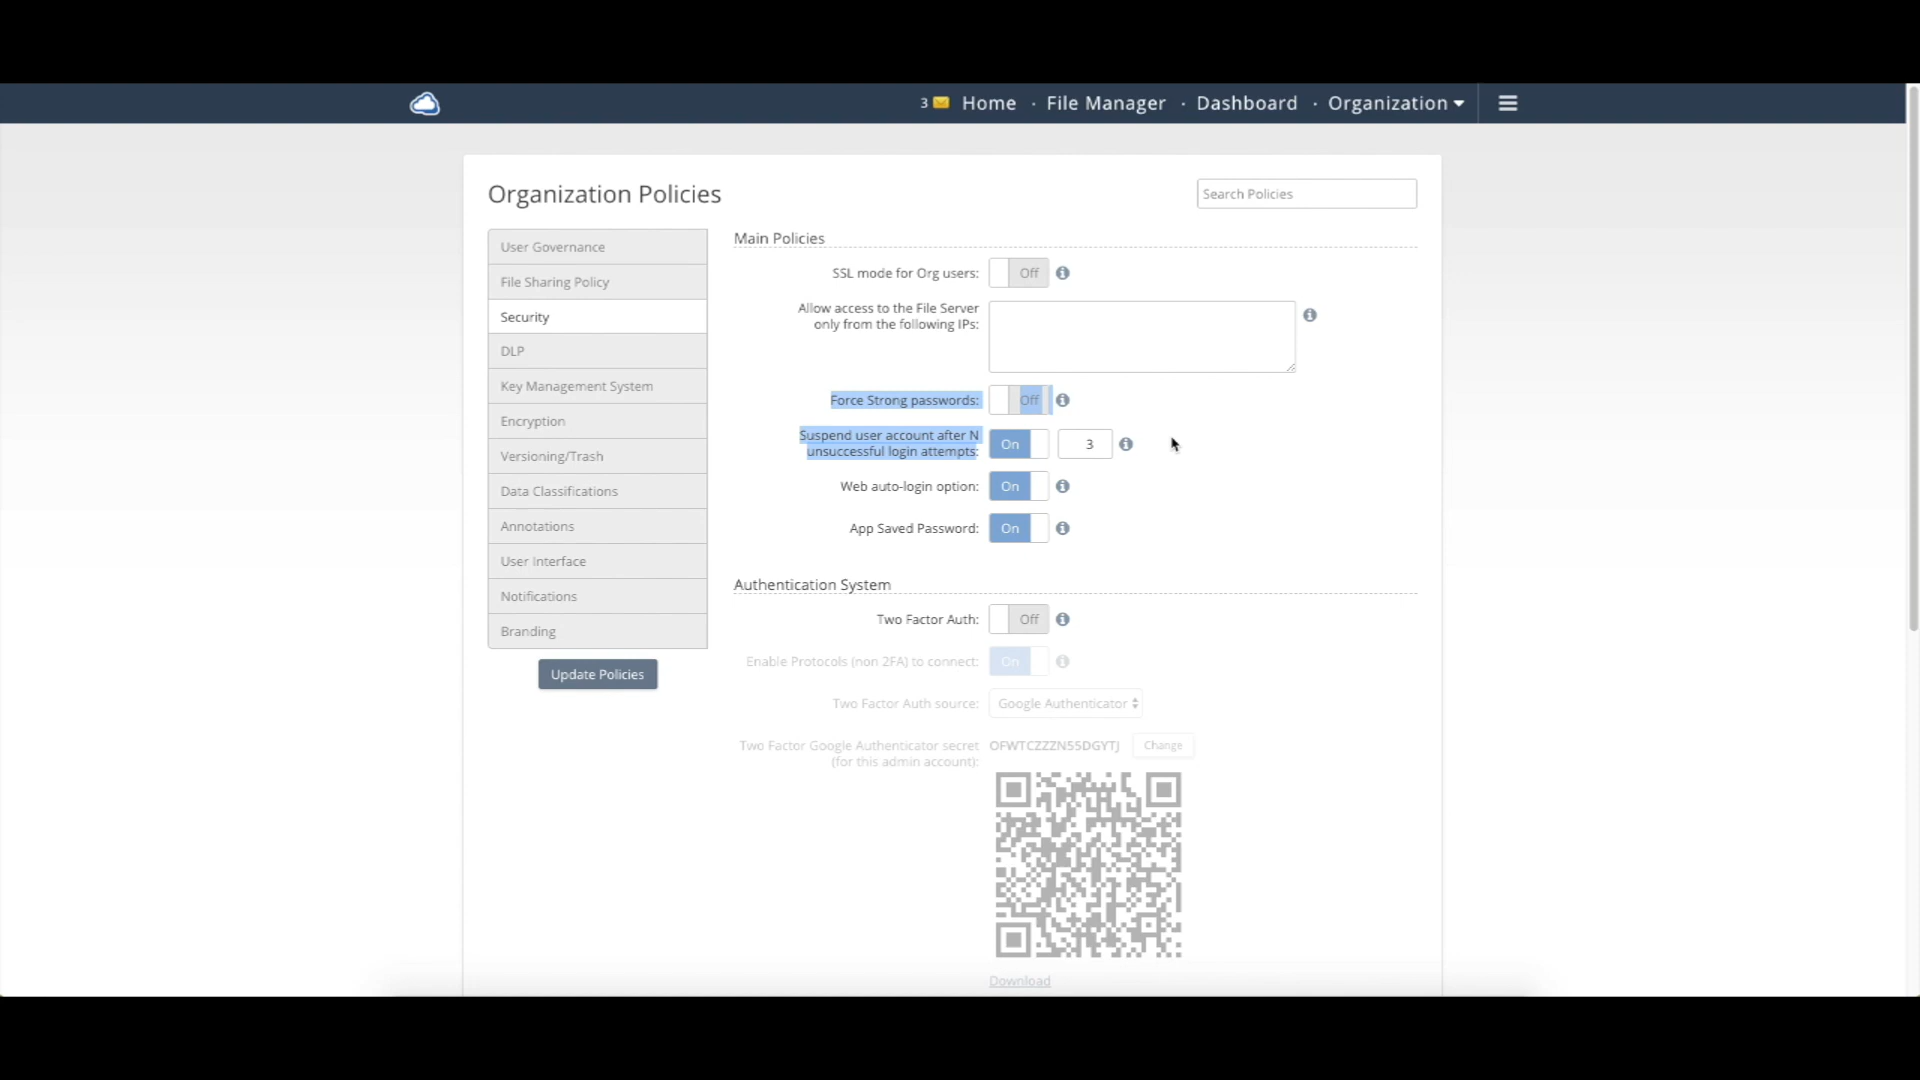 3 Home · File Manager · Dashboard · Organization
Organization Policies
Search Policies
User Governance
File Sharing Policy
Security
DLP
Key Management System
Encryption
Versioning/Trash
Data Classifications
Annotations
User Interface
Notifications
Branding
Update Policies
Main Policies
SSL mode for Org users: Off
Allow access to the File Server
only from the following IPs:
Force Strong passwords: Off
Suspend user account after N
unsuccessful login attempts: On 3
Web auto-login option: On
App Saved Password: On
Authentication System
Two Factor Auth: Off
Enable Protocols (non 2FA) to connect: On
Two Factor Auth source: Google Authenticator
Two Factor Google Authenticator secret OFWTCZZZN55DGYTJ Change
(for this admin account):
Download